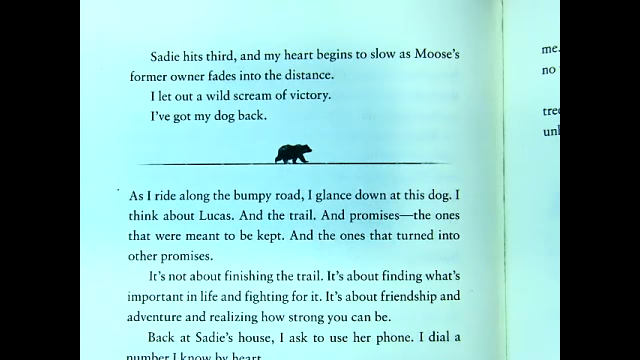 Sadie hits third, and my heart begins to slow as Moose's
former owner fades into the distance.
I let out a wild scream of victory.
I've got my dog back.
As I ride along the bumpy road, I glance down at this dog. I
think about Lucas. And the trail. And promises—the ones
that were meant to be kept. And the ones that turned into
other promises.
It's not about finishing the trail. It's about finding what's
important in life and fighting for it. It's about friendship and
adventure and realizing how strong you can be.
Back at Sadie's house, I ask to use her phone. I dial a
number I know by heart.
me.
no